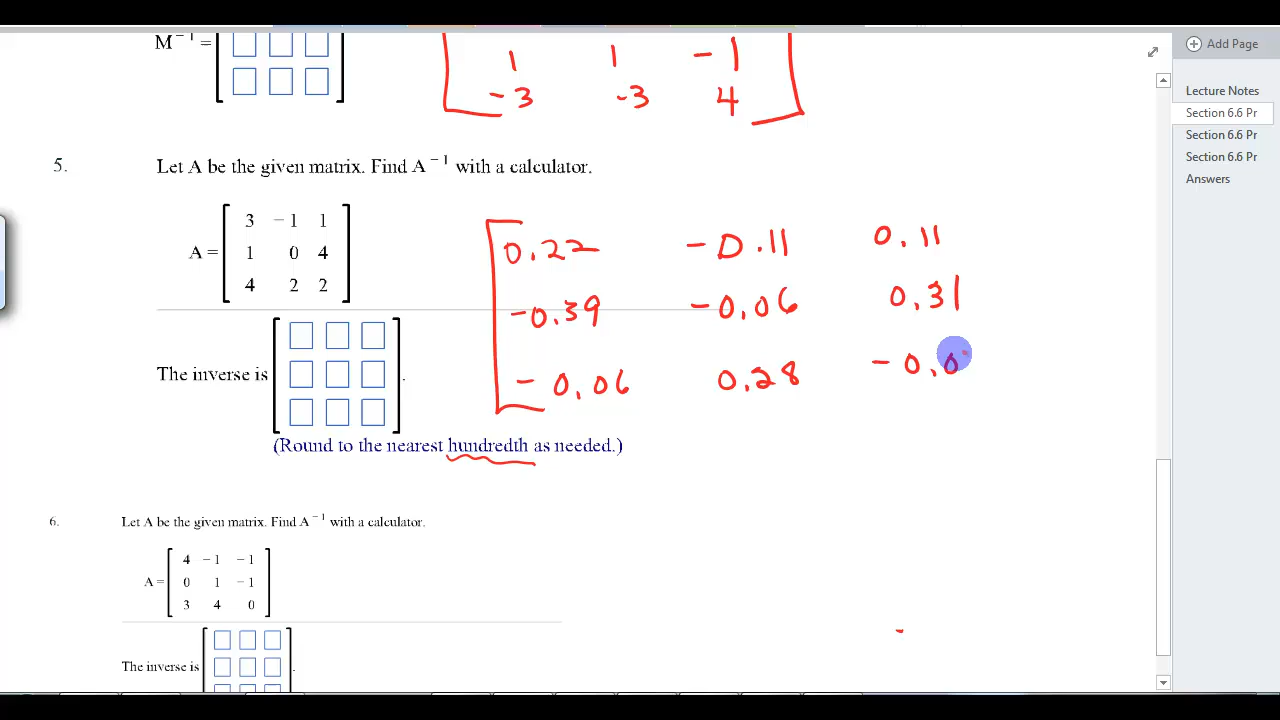 M⁻¹ =
1 1 -1
-3 -3 4
Add Page
Lecture Notes
Section 6.6 Pr
Section 6.6 Pr
Section 6.6 Pr
Answers
5. Let A be the given matrix. Find A⁻¹ with a calculator.
3 -1 1
A = 1 0 4
4 2 2
0.22 -0.11 0.11
-0.39 -0.06 0.31
-0.06 0.28 -0.0
The inverse is .
(Round to the nearest hundredth as needed.)
6. Let A be the given matrix. Find A⁻¹ with a calculator.
4 -1 -1
A = 0 1 -1
3 4 0
The inverse is .